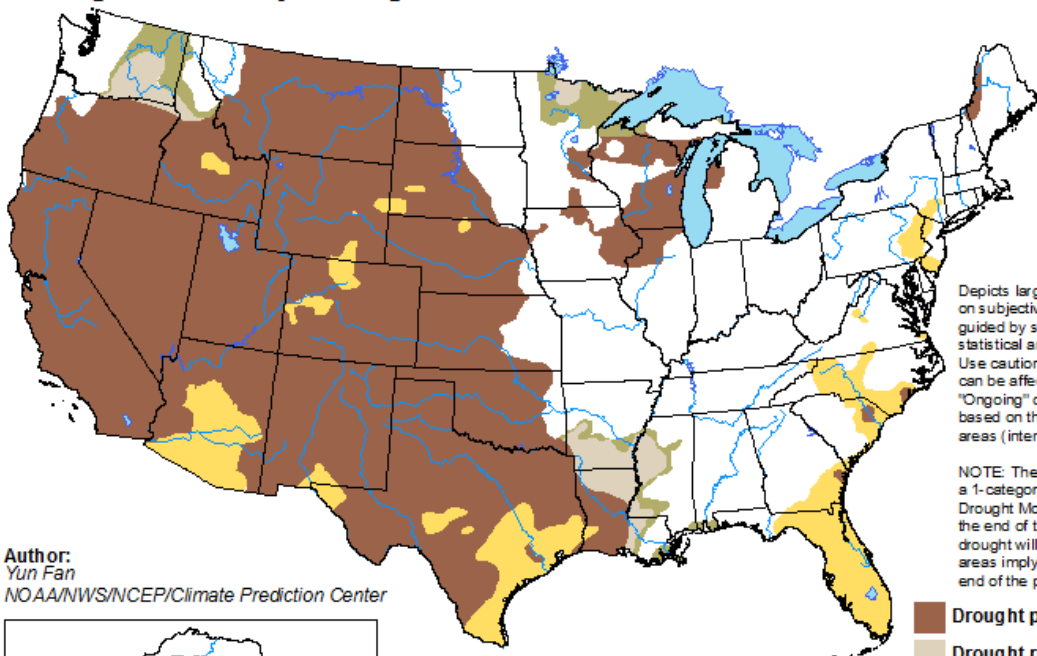 Depicts larg
on subjectiv
guided by s
statistical ar
Use caution
can be affe
"Ongoing" d
based on th
areas (inter
NOTE: The
a 1-categor
Drought Mo
the end of t
drought will
areas imply
end of the p
Author:
Yun Fan
NOAA/NWS/NCEP/Climate Prediction Center
Drought p
Drought r